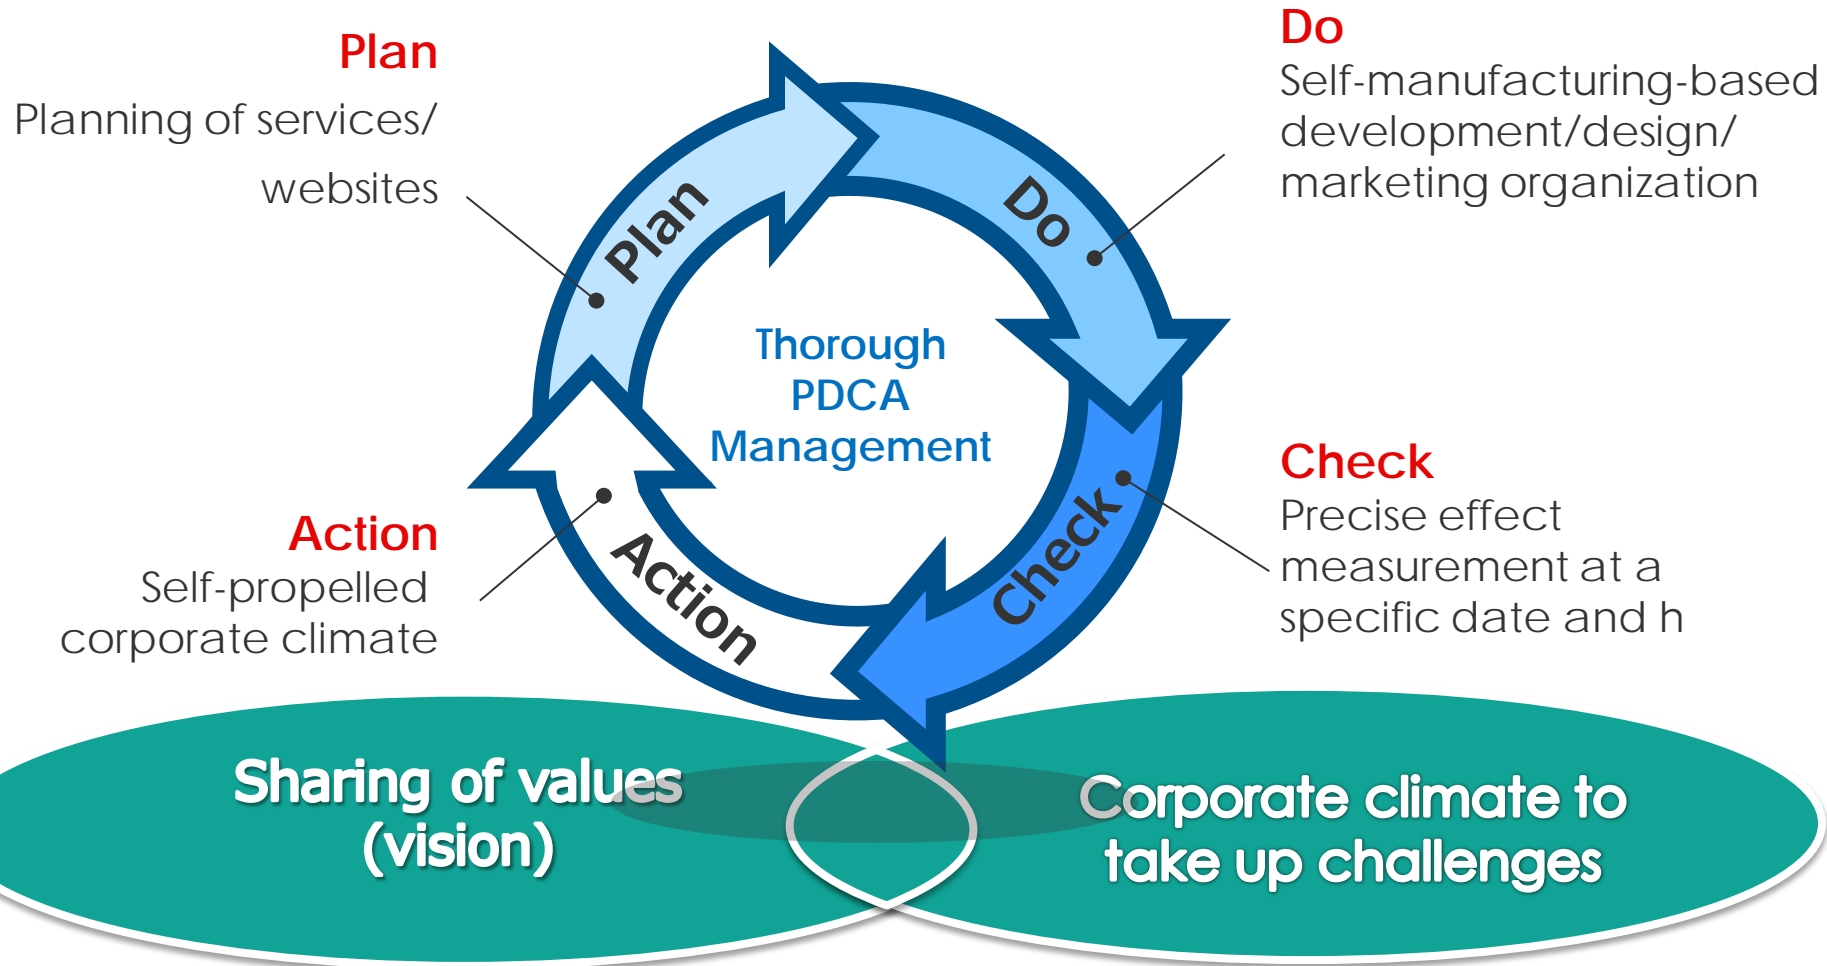 Plan
Planning of services/
websites
Do
Self-manufacturing-based
development/design/
marketing organization
Plan
Do
Thorough
PDCA
Management
Check
Precise effect
measurement at a
specific date and h
Action
Self-propelled
corporate climate
Action
Check
Sharing of values
(vision)
Corporate climate to
take up challenges